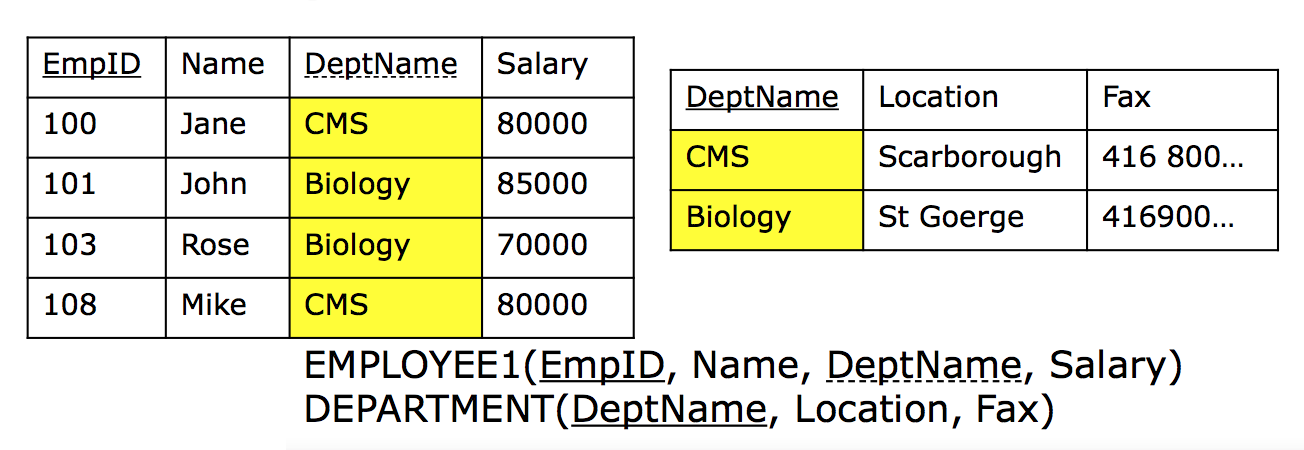 EmpID Name DeptName Salary
100 Jane CMS 80000
101 John Biology 85000
103 Rose Biology 70000
108 Mike CMS 80000
DeptName Location Fax
CMS Scarborough 416 800…
Biology St Goerge 416900…
EMPLOYEE1(EmpID, Name, DeptName, Salary)
DEPARTMENT(DeptName, Location, Fax)